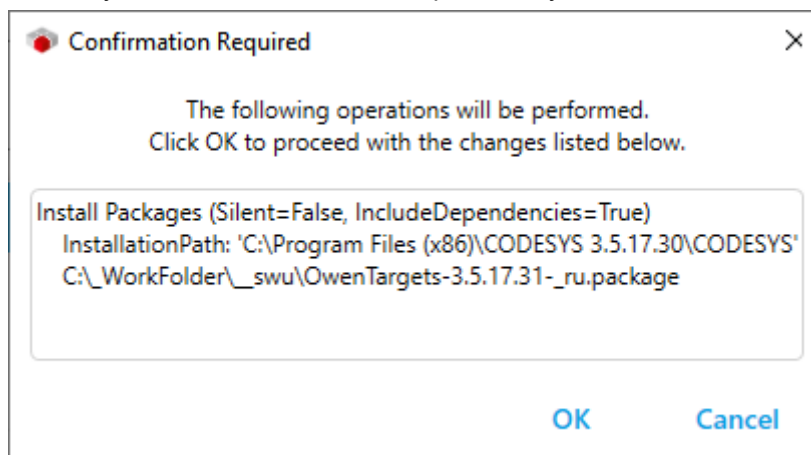 Confirmation Required
The following operations will be performed.
Click OK to proceed with the changes listed below.
Install Packages (Silent=False, IncludeDependencies=True)
InstallationPath: 'C:\Program Files (x86)\CODESYS 3.5.17.30\CODESYS'
C:\_WorkFolder\__swu\OwenTargets-3.5.17.31-_ru.package
OK Cancel